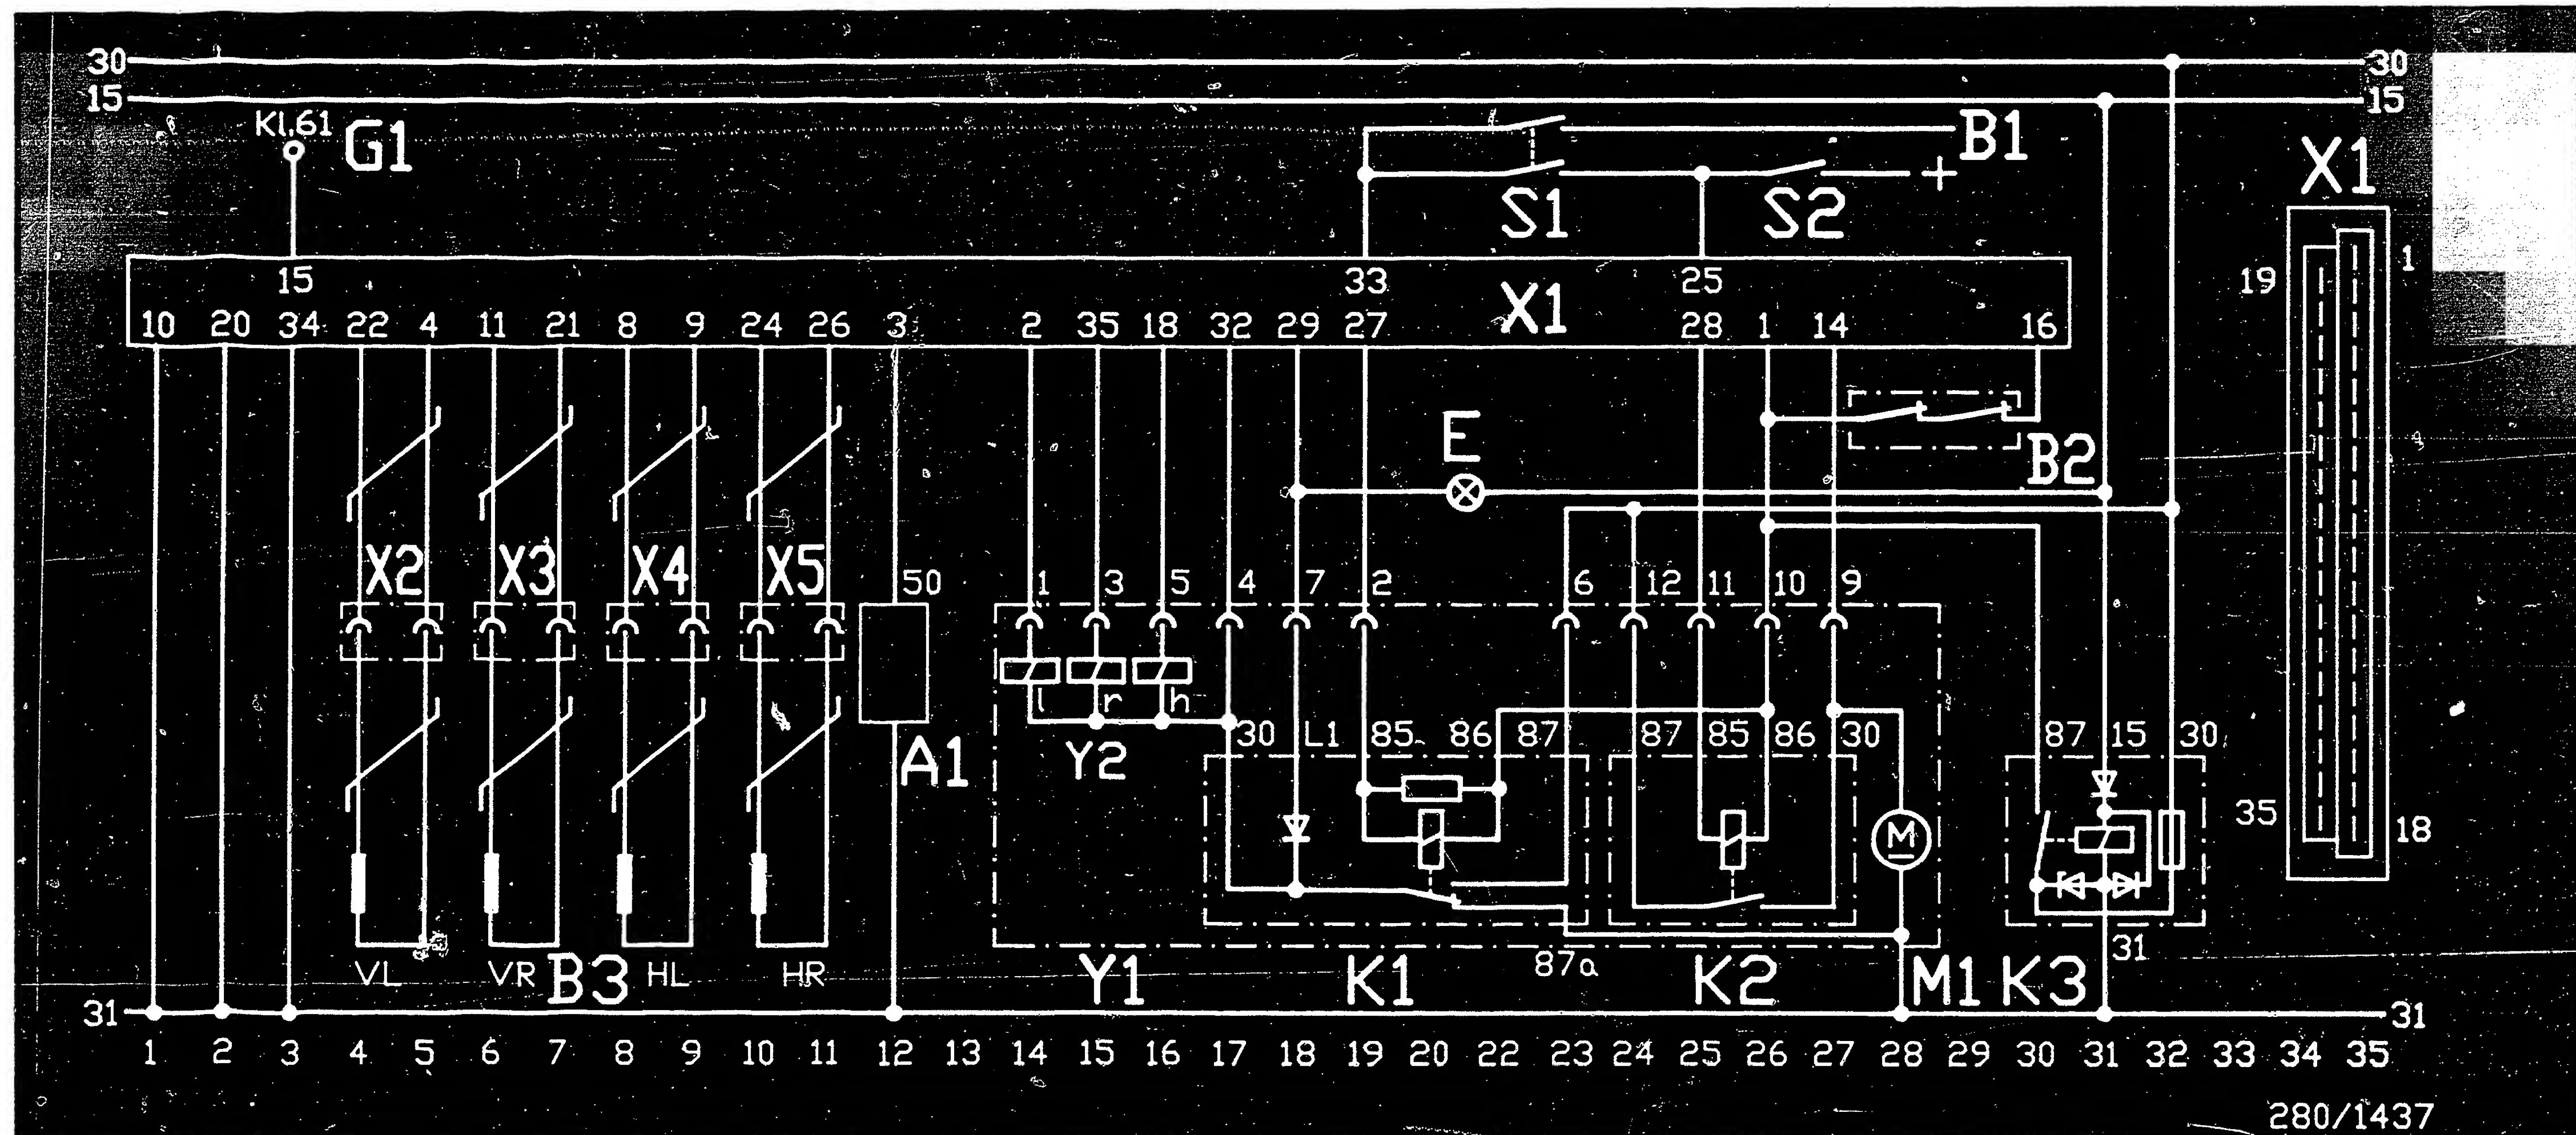 30 30
15 15
Kl.61 G1 B1
S1 S2 X1
15 33 25 19 1
10 20 34 22 4 11 21 8 9 24 26 3 2 35 18 32 29 27 X1 28 1 14 16
E B2
X2 X3 X4 X5 50 1 3 5 4 7 2 6 12 11 10 9
l r h
A1 Y2 30 L1 85 86 87 87 85 86 30 87 15 30
M 35 18
31
VL VR B3 HL HR Y1 K1 87a K2 M1 K3
31 31
1 2 3 4 5 6 7 8 9 10 11 12 13 14 15 16 17 18 19 20 21 22 23 24 25 26 27 28 29 30 31 32 33 34 35
280/1437